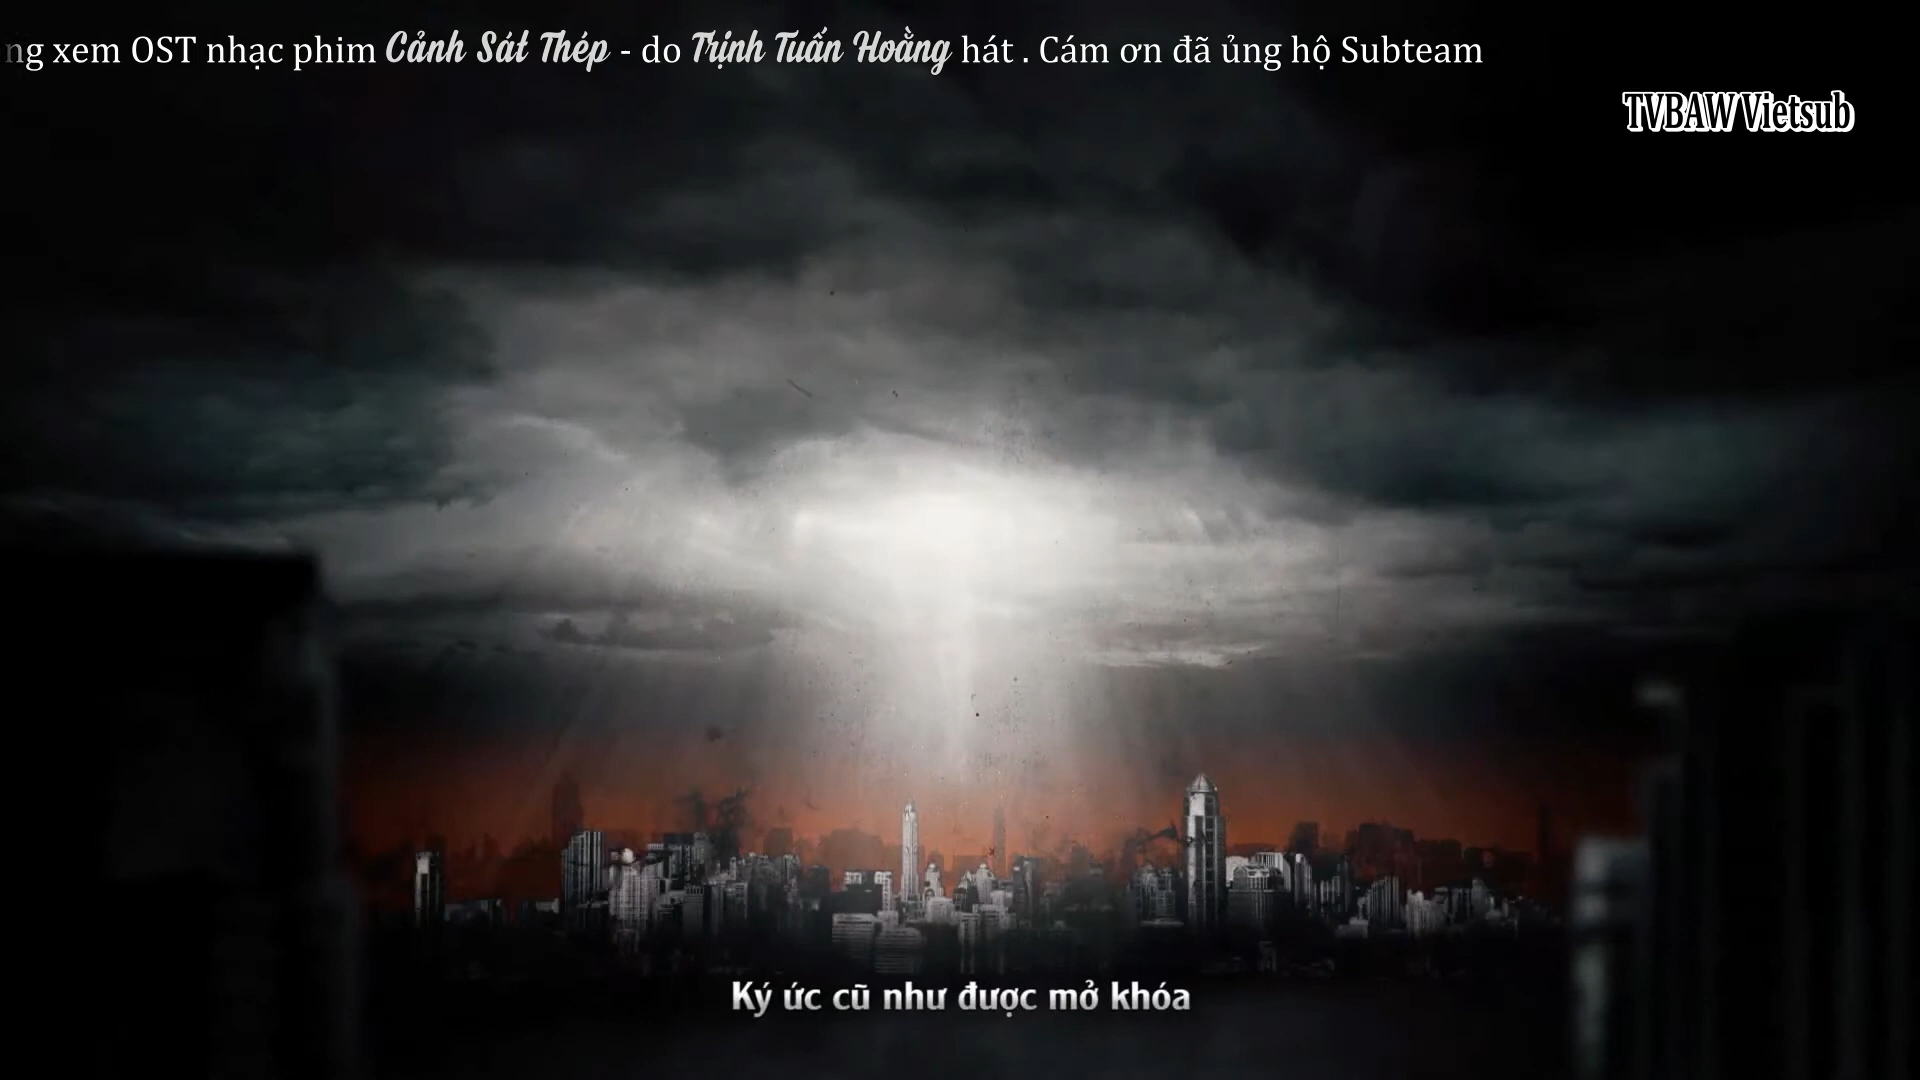 ng xem OST nhạc phim Cảnh Sát Thép - do Trịnh Tuấn Hoằng hát . Cám ơn đã ủng hộ Subteam
TVBAW Vietsub
Ký ức cũ như được mở khóa